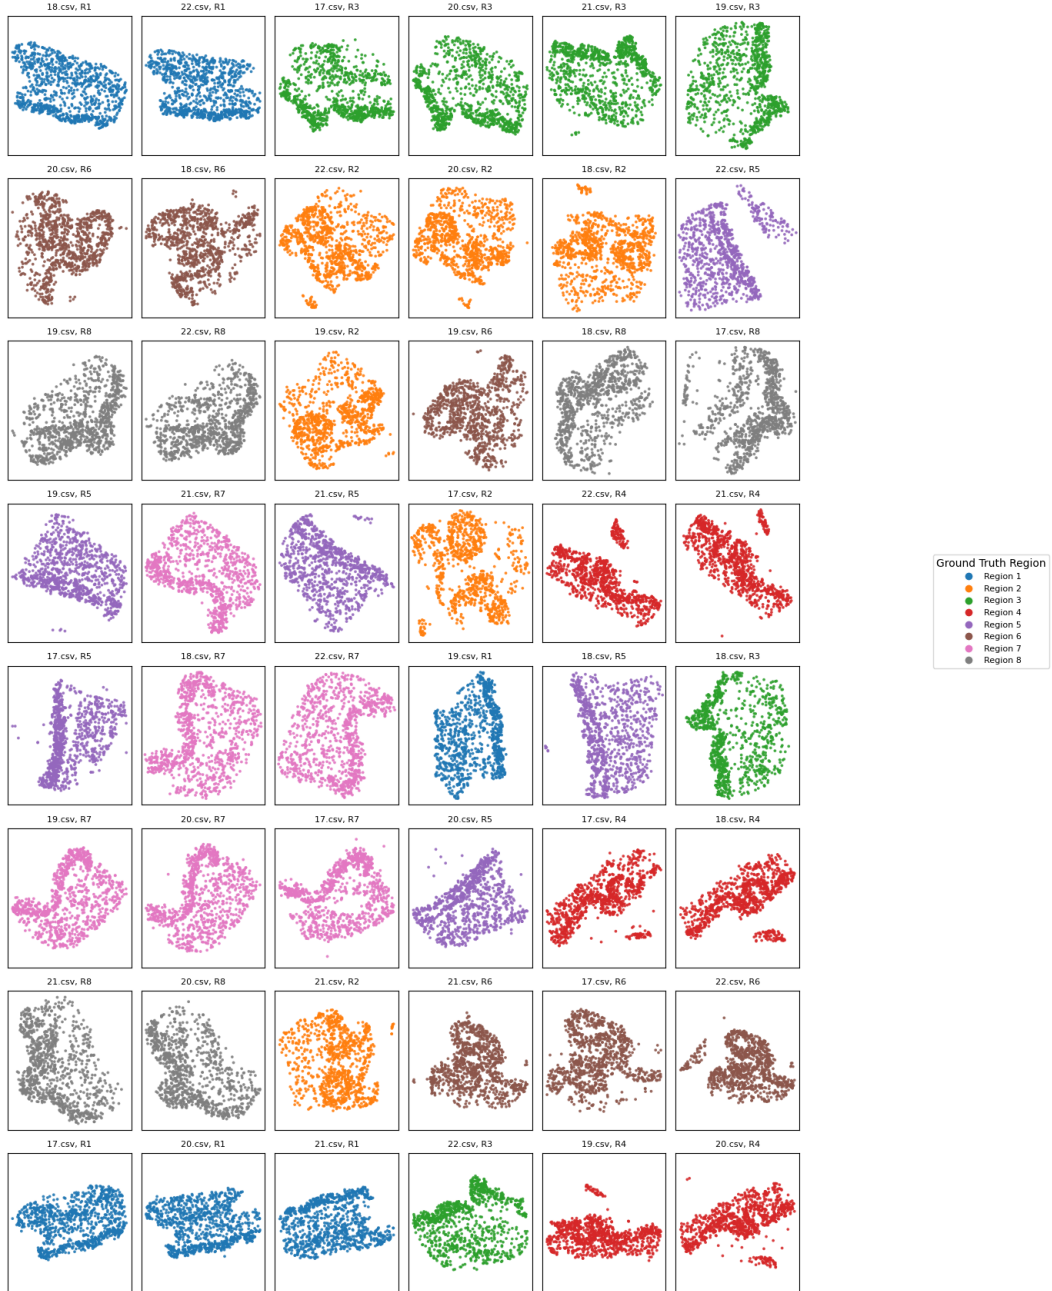 18.csv, R1
22.csv, R1
17.csv, R3
20.csv, R3
21.csv, R3
19.csv, R3
20.csv, R6
18.csv, R6
22.csv, R2
20.csv, R2
18.csv, R2
22.csv, R5
19.csv, R8
22.csv, R8
19.csv, R2
19.csv, R6
18.csv, R8
17.csv, R8
19.csv, R5
21.csv, R7
21.csv, R5
17.csv, R2
22.csv, R4
21.csv, R4
Ground Truth Region
Region 1
Region 2
Region 3
Region 4
Region 5
Region 6
Region 7
Region 8
17.csv, R5
18.csv, R7
22.csv, R7
19.csv, R1
18.csv, R5
18.csv, R3
19.csv, R7
20.csv, R7
17.csv, R7
20.csv, R5
17.csv, R4
18.csv, R4
21.csv, R8
20.csv, R8
21.csv, R2
21.csv, R6
17.csv, R6
22.csv, R6
17.csv, R1
20.csv, R1
21.csv, R1
22.csv, R3
19.csv, R4
20.csv, R4